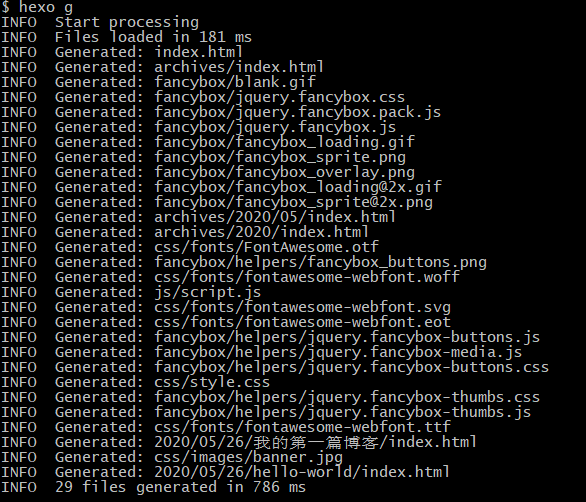 $ hexo g
INFO  Start processing
INFO  Files loaded in 181 ms
INFO  Generated: index.html
INFO  Generated: archives/index.html
INFO  Generated: fancybox/blank.gif
INFO  Generated: fancybox/jquery.fancybox.css
INFO  Generated: fancybox/jquery.fancybox.pack.js
INFO  Generated: fancybox/jquery.fancybox.js
INFO  Generated: fancybox/fancybox_loading.gif
INFO  Generated: fancybox/fancybox_sprite.png
INFO  Generated: fancybox/fancybox_overlay.png
INFO  Generated: fancybox/fancybox_loading@2x.gif
INFO  Generated: fancybox/fancybox_sprite@2x.png
INFO  Generated: archives/2020/05/index.html
INFO  Generated: archives/2020/index.html
INFO  Generated: css/fonts/FontAwesome.otf
INFO  Generated: fancybox/helpers/fancybox_buttons.png
INFO  Generated: css/fonts/fontawesome-webfont.woff
INFO  Generated: js/script.js
INFO  Generated: css/fonts/fontawesome-webfont.svg
INFO  Generated: css/fonts/fontawesome-webfont.eot
INFO  Generated: fancybox/helpers/jquery.fancybox-buttons.js
INFO  Generated: fancybox/helpers/jquery.fancybox-media.js
INFO  Generated: fancybox/helpers/jquery.fancybox-buttons.css
INFO  Generated: css/style.css
INFO  Generated: fancybox/helpers/jquery.fancybox-thumbs.css
INFO  Generated: fancybox/helpers/jquery.fancybox-thumbs.js
INFO  Generated: css/fonts/fontawesome-webfont.ttf
INFO  Generated: 2020/05/26/我的第一篇博客/index.html
INFO  Generated: css/images/banner.jpg
INFO  Generated: 2020/05/26/hello-world/index.html
INFO  29 files generated in 786 ms